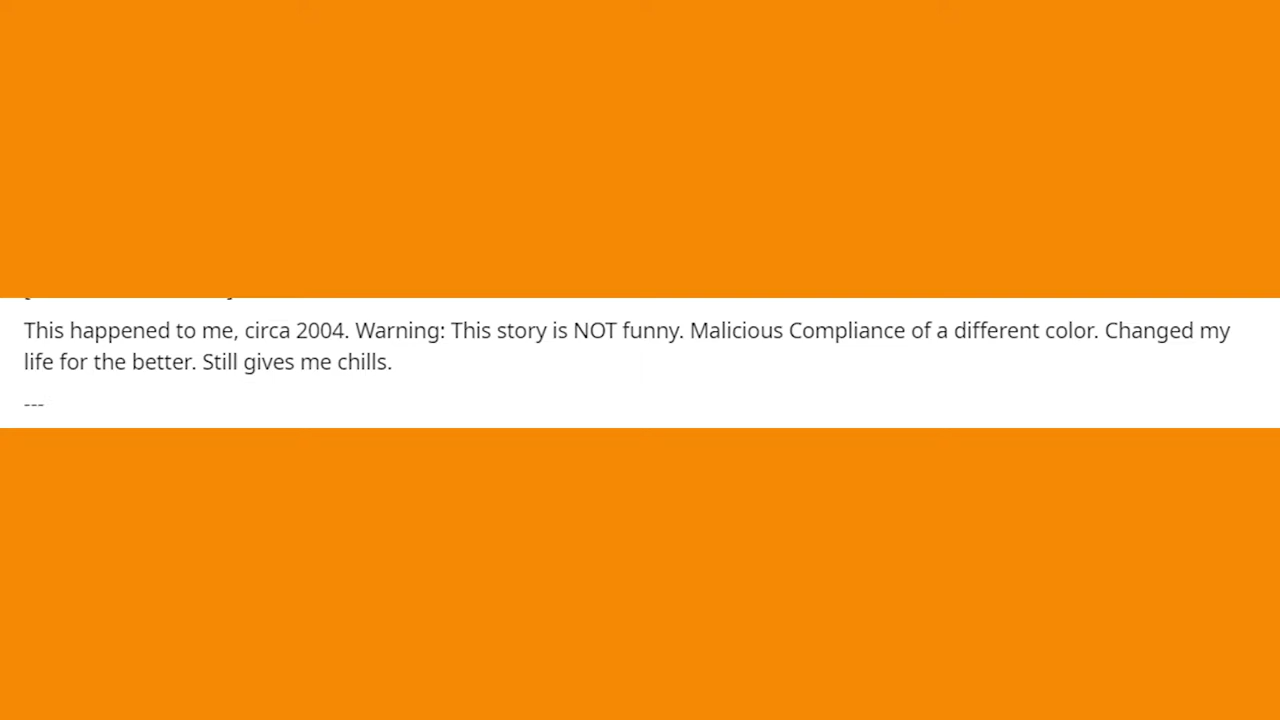 This happened to me, circa 2004. Warning: This story is NOT funny. Malicious Compliance of a different color. Changed my
life for the better. Still gives me chills.
---